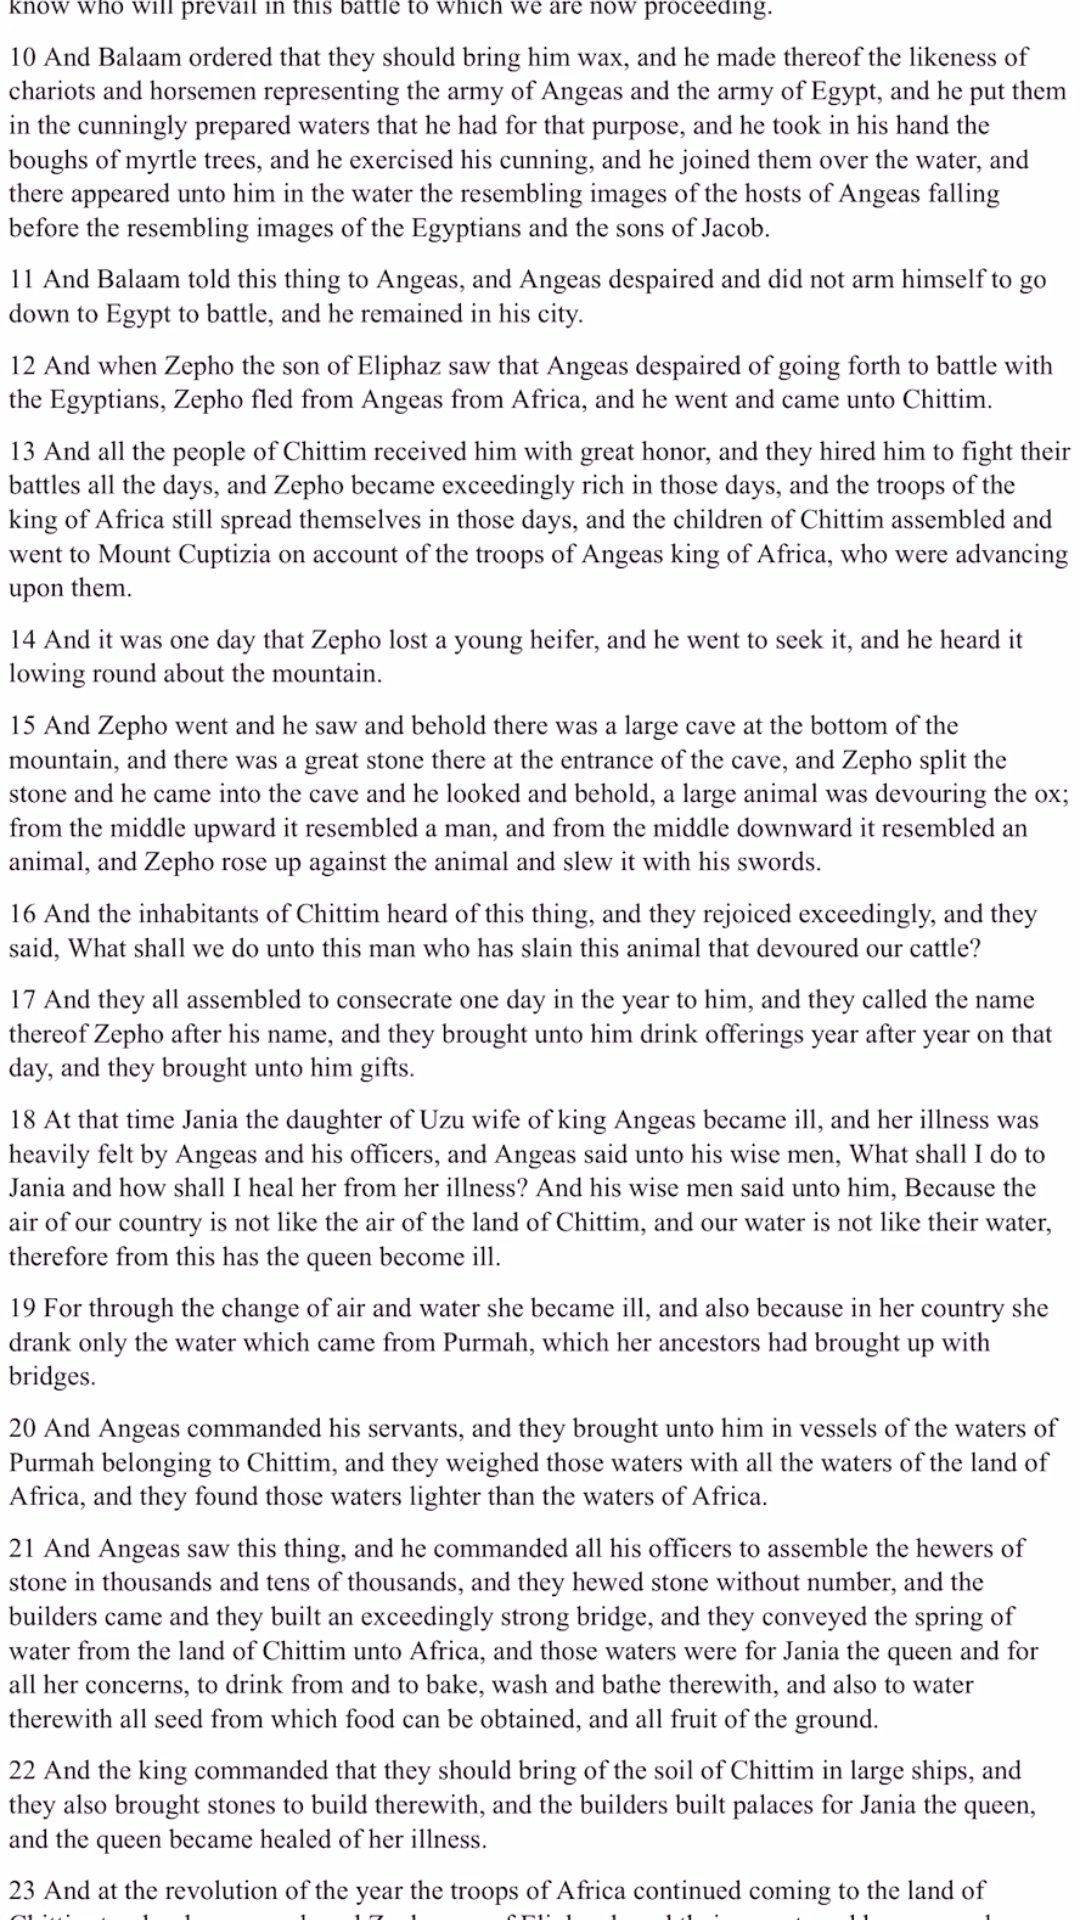 know who will prevail in this battle to which we are now proceeding.
10 And Balaam ordered that they should bring him wax, and he made thereof the likeness of
chariots and horsemen representing the army of Angeas and the army of Egypt, and he put them
in the cunningly prepared waters that he had for that purpose, and he took in his hand the
boughs of myrtle trees, and he exercised his cunning, and he joined them over the water, and
there appeared unto him in the water the resembling images of the hosts of Angeas falling
before the resembling images of the Egyptians and the sons of Jacob.
11 And Balaam told this thing to Angeas, and Angeas despaired and did not arm himself to go
down to Egypt to battle, and he remained in his city.
12 And when Zepho the son of Eliphaz saw that Angeas despaired of going forth to battle with
the Egyptians, Zepho fled from Angeas from Africa, and he went and came unto Chittim.
13 And all the people of Chittim received him with great honor, and they hired him to fight their
battles all the days, and Zepho became exceedingly rich in those days, and the troops of the
king of Africa still spread themselves in those days, and the children of Chittim assembled and
went to Mount Cuptizia on account of the troops of Angeas king of Africa, who were advancing
upon them.
14 And it was one day that Zepho lost a young heifer, and he went to seek it, and he heard it
lowing round about the mountain.
15 And Zepho went and he saw and behold there was a large cave at the bottom of the
mountain, and there was a great stone there at the entrance of the cave, and Zepho split the
stone and he came into the cave and he looked and behold, a large animal was devouring the ox;
from the middle upward it resembled a man, and from the middle downward it resembled an
animal, and Zepho rose up against the animal and slew it with his swords.
16 And the inhabitants of Chittim heard of this thing, and they rejoiced exceedingly, and they
said, What shall we do unto this man who has slain this animal that devoured our cattle?
17 And they all assembled to consecrate one day in the year to him, and they called the name
thereof Zepho after his name, and they brought unto him drink offerings year after year on that
day, and they brought unto him gifts.
18 At that time Jania the daughter of Uzu wife of king Angeas became ill, and her illness was
heavily felt by Angeas and his officers, and Angeas said unto his wise men, What shall I do to
Jania and how shall I heal her from her illness? And his wise men said unto him, Because the
air of our country is not like the air of the land of Chittim, and our water is not like their water,
therefore from this has the queen become ill.
19 For through the change of air and water she became ill, and also because in her country she
drank only the water which came from Purmah, which her ancestors had brought up with
bridges.
20 And Angeas commanded his servants, and they brought unto him in vessels of the waters of
Purmah belonging to Chittim, and they weighed those waters with all the waters of the land of
Africa, and they found those waters lighter than the waters of Africa.
21 And Angeas saw this thing, and he commanded all his officers to assemble the hewers of
stone in thousands and tens of thousands, and they hewed stone without number, and the
builders came and they built an exceedingly strong bridge, and they conveyed the spring of
water from the land of Chittim unto Africa, and those waters were for Jania the queen and for
all her concerns, to drink from and to bake, wash and bathe therewith, and also to water
therewith all seed from which food can be obtained, and all fruit of the ground.
22 And the king commanded that they should bring of the soil of Chittim in large ships, and
they also brought stones to build therewith, and the builders built palaces for Jania the queen,
and the queen became healed of her illness.
23 And at the revolution of the year the troops of Africa continued coming to the land of